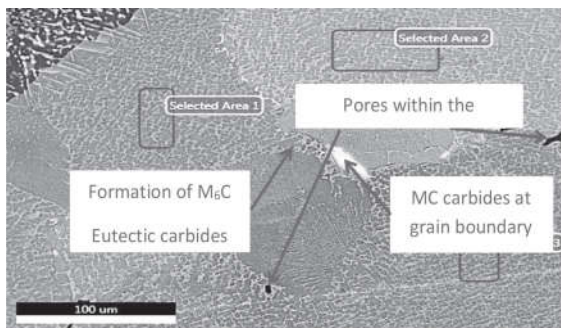 Selected Area 2
Selected Area 1
Pores within the
Formation of M₆C
Eutectic carbides
MC carbides at
grain boundary
3
100 um